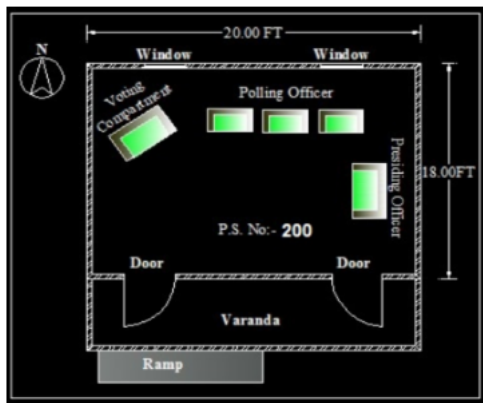 20.00 FT
N
Window
Window
Voting
Compartment
Polling Officer
Presiding Officer
18.00FT
P.S. No:- 200
Door
Door
Varanda
Ramp